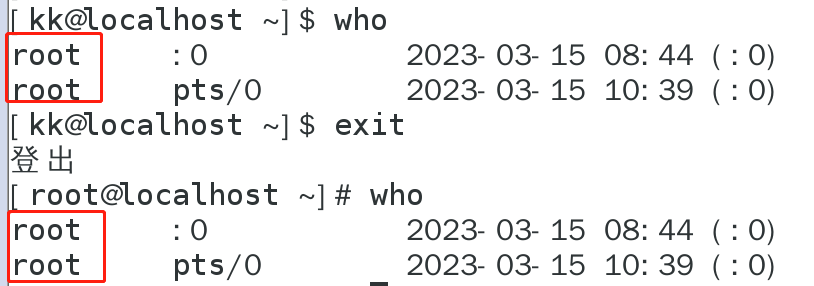 [kk@localhost ~]$ who
root     :0           2023-03-15 08:44 (:0)
root     pts/0        2023-03-15 10:39 (:0)
[kk@localhost ~]$ exit
登出
[root@localhost ~]# who
root     :0           2023-03-15 08:44 (:0)
root     pts/0        2023-03-15 10:39 (:0)